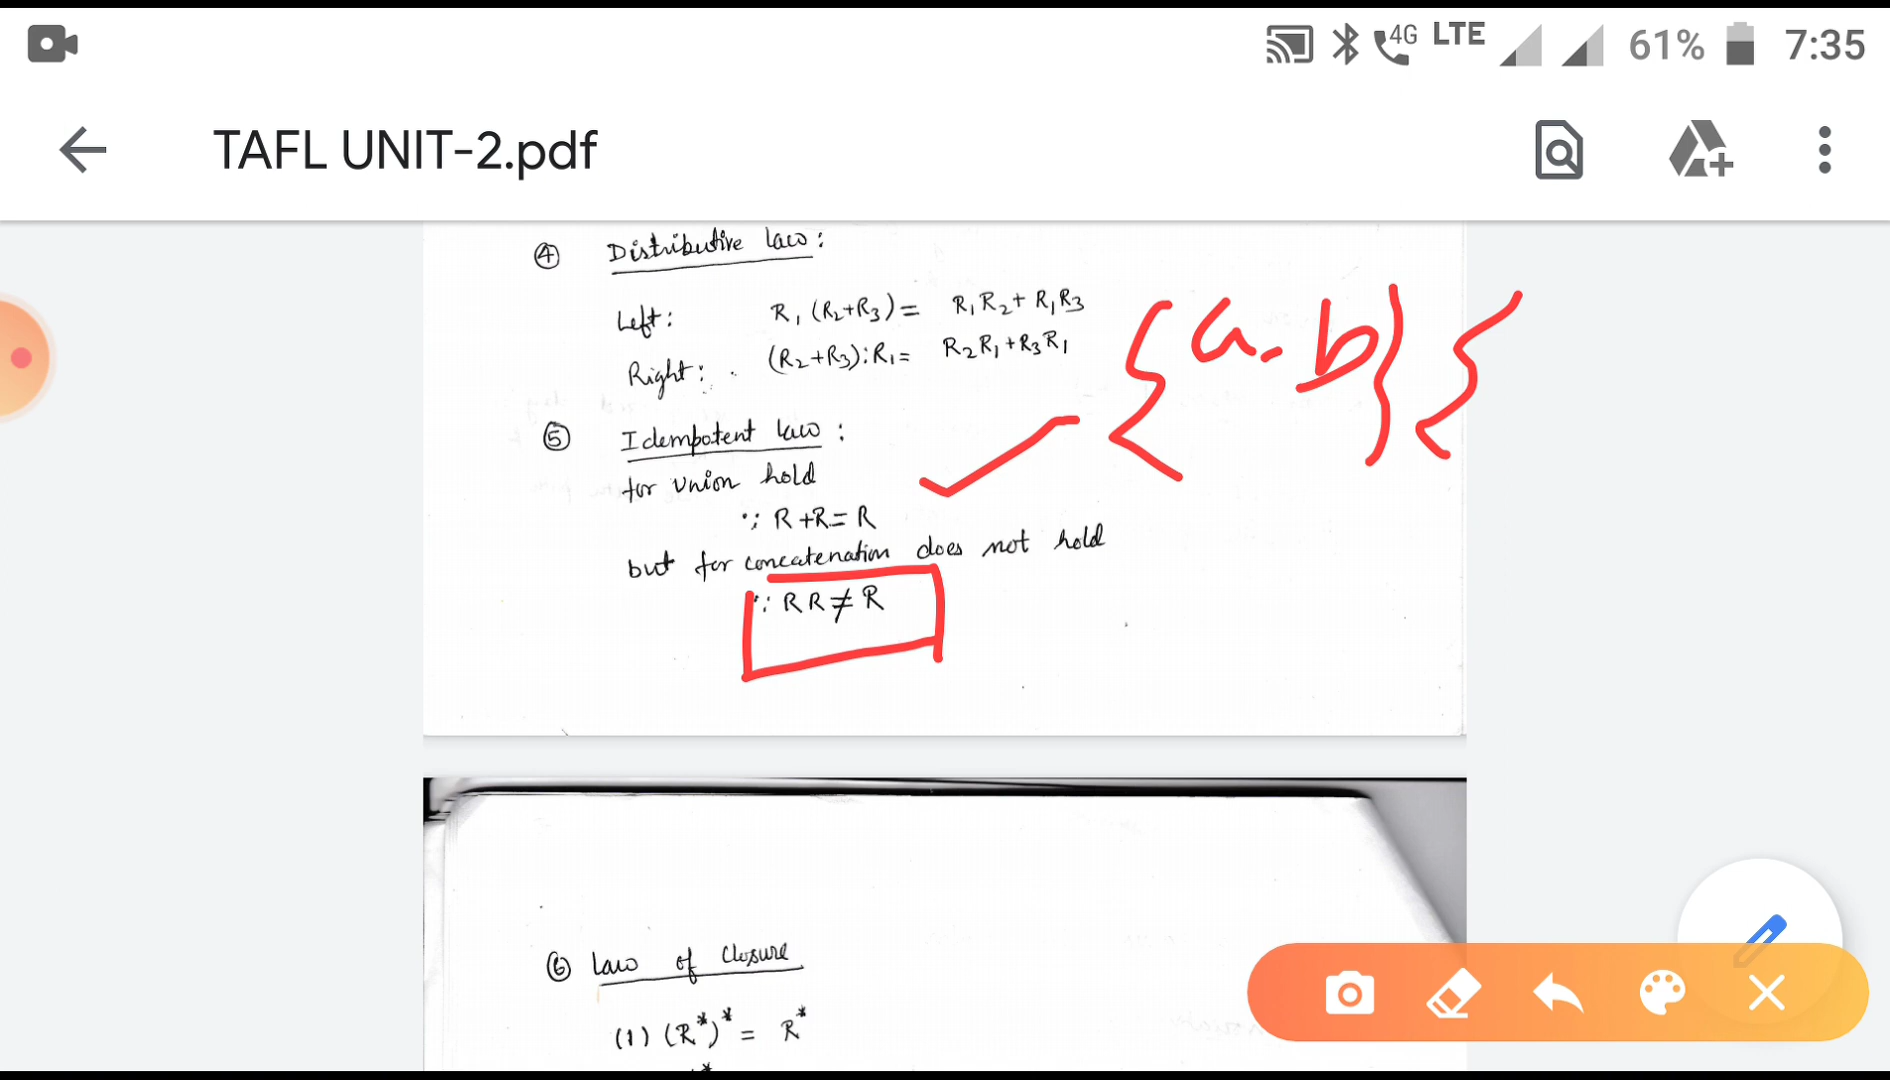 4G LTE 61% 7:35
TAFL UNIT-2.pdf
④ Distributive law :
Left: R₁ (R₂+R₃) = R₁R₂ + R₁R₃
Right: (R₂+R₃).R₁ = R₂R₁ + R₃R₁
{a.b} {
⑤ Idempotent law :
for union hold
∵ R+R=R
but for concatenation does not hold
∵ RR≠R
⑥ law of closure
(1) (R*)* = R*